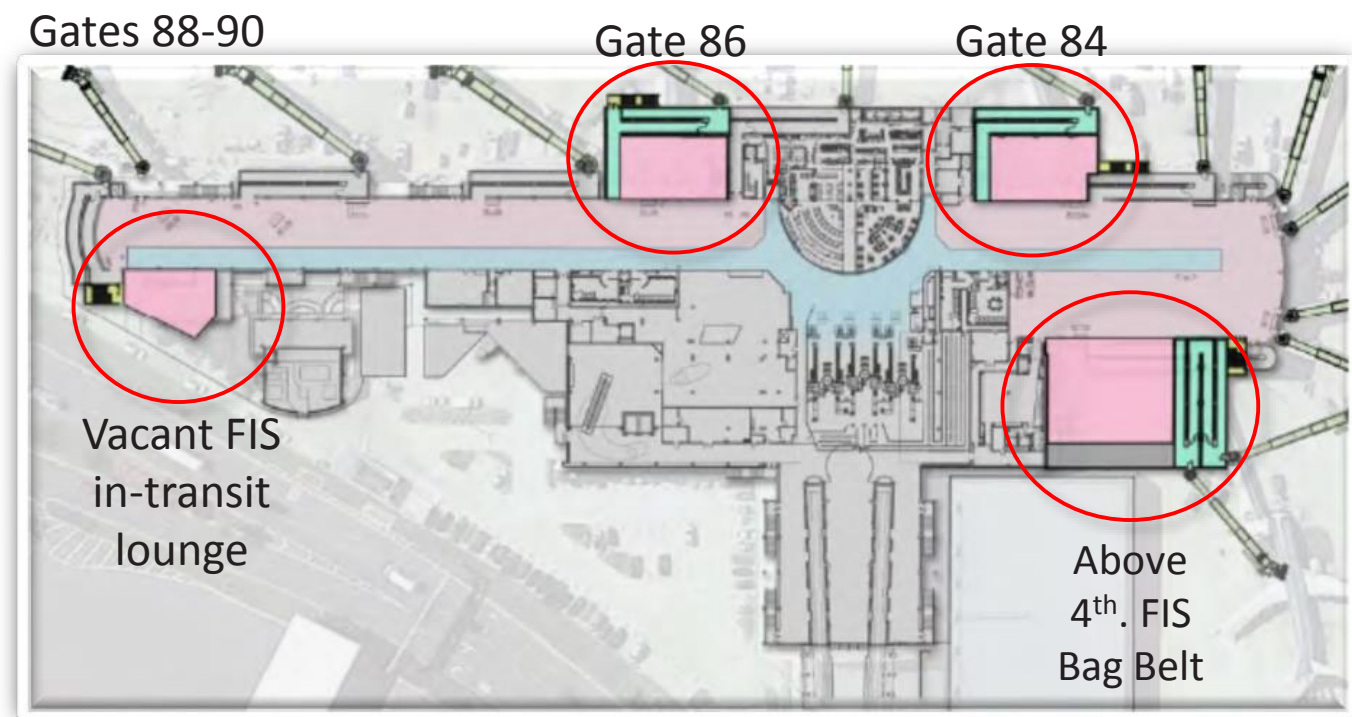 Gates 88-90
Gate 86
Gate 84
Vacant FIS
in-transit
lounge
Above
4th. FIS
Bag Belt